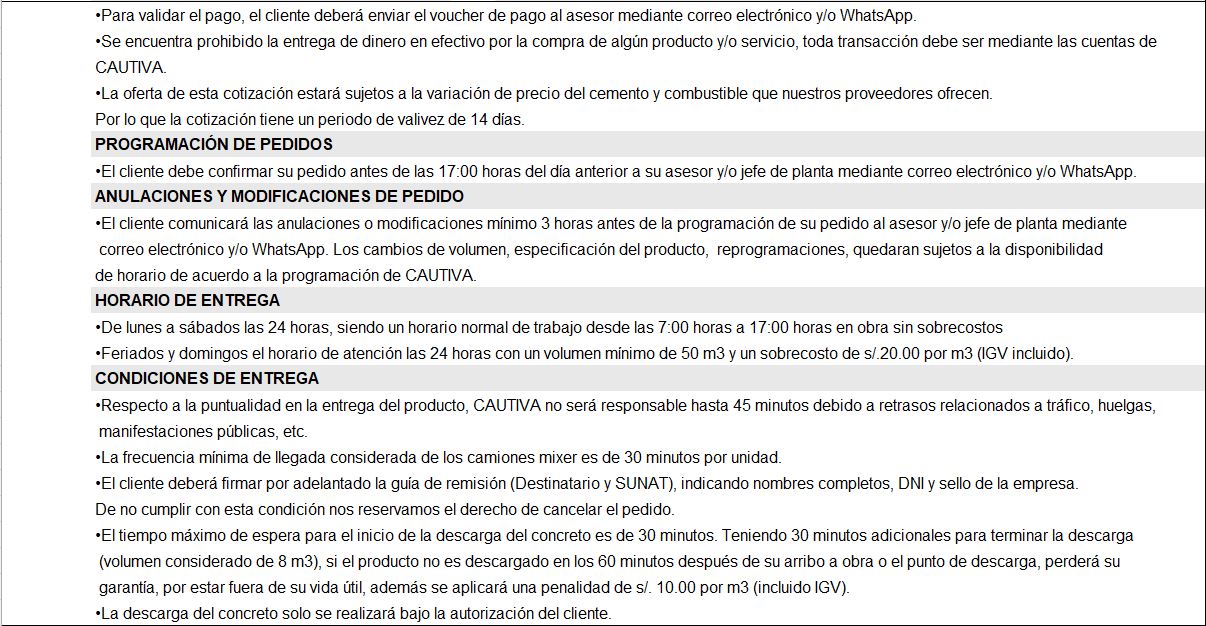 •Para validar el pago, el cliente deberá enviar el voucher de pago al asesor mediante correo electrónico y/o WhatsApp.
•Se encuentra prohibido la entrega de dinero en efectivo por la compra de algún producto y/o servicio, toda transacción debe ser mediante las cuentas de
CAUTIVA.
•La oferta de esta cotización estará sujetos a la variación de precio del cemento y combustible que nuestros proveedores ofrecen.
Por lo que la cotización tiene un periodo de valivez de 14 días.
PROGRAMACIÓN DE PEDIDOS
•El cliente debe confirmar su pedido antes de las 17:00 horas del día anterior a su asesor y/o jefe de planta mediante correo electrónico y/o WhatsApp.
ANULACIONES Y MODIFICACIONES DE PEDIDO
•El cliente comunicará las anulaciones o modificaciones mínimo 3 horas antes de la programación de su pedido al asesor y/o jefe de planta mediante
correo electrónico y/o WhatsApp. Los cambios de volumen, especificación del producto, reprogramaciones, quedaran sujetos a la disponibilidad
de horario de acuerdo a la programación de CAUTIVA.
HORARIO DE ENTREGA
•De lunes a sábados las 24 horas, siendo un horario normal de trabajo desde las 7:00 horas a 17:00 horas en obra sin sobrecostos
•Feriados y domingos el horario de atención las 24 horas con un volumen mínimo de 50 m3 y un sobrecosto de s/.20.00 por m3 (IGV incluido).
CONDICIONES DE ENTREGA
•Respecto a la puntualidad en la entrega del producto, CAUTIVA no será responsable hasta 45 minutos debido a retrasos relacionados a tráfico, huelgas,
manifestaciones públicas, etc.
•La frecuencia mínima de llegada considerada de los camiones mixer es de 30 minutos por unidad.
•El cliente deberá firmar por adelantado la guía de remisión (Destinatario y SUNAT), indicando nombres completos, DNI y sello de la empresa.
De no cumplir con esta condición nos reservamos el derecho de cancelar el pedido.
•El tiempo máximo de espera para el inicio de la descarga del concreto es de 30 minutos. Teniendo 30 minutos adicionales para terminar la descarga
(volumen considerado de 8 m3), si el producto no es descargado en los 60 minutos después de su arribo a obra o el punto de descarga, perderá su
garantía, por estar fuera de su vida útil, además se aplicará una penalidad de s/. 10.00 por m3 (incluido IGV).
•La descarga del concreto solo se realizará bajo la autorización del cliente.